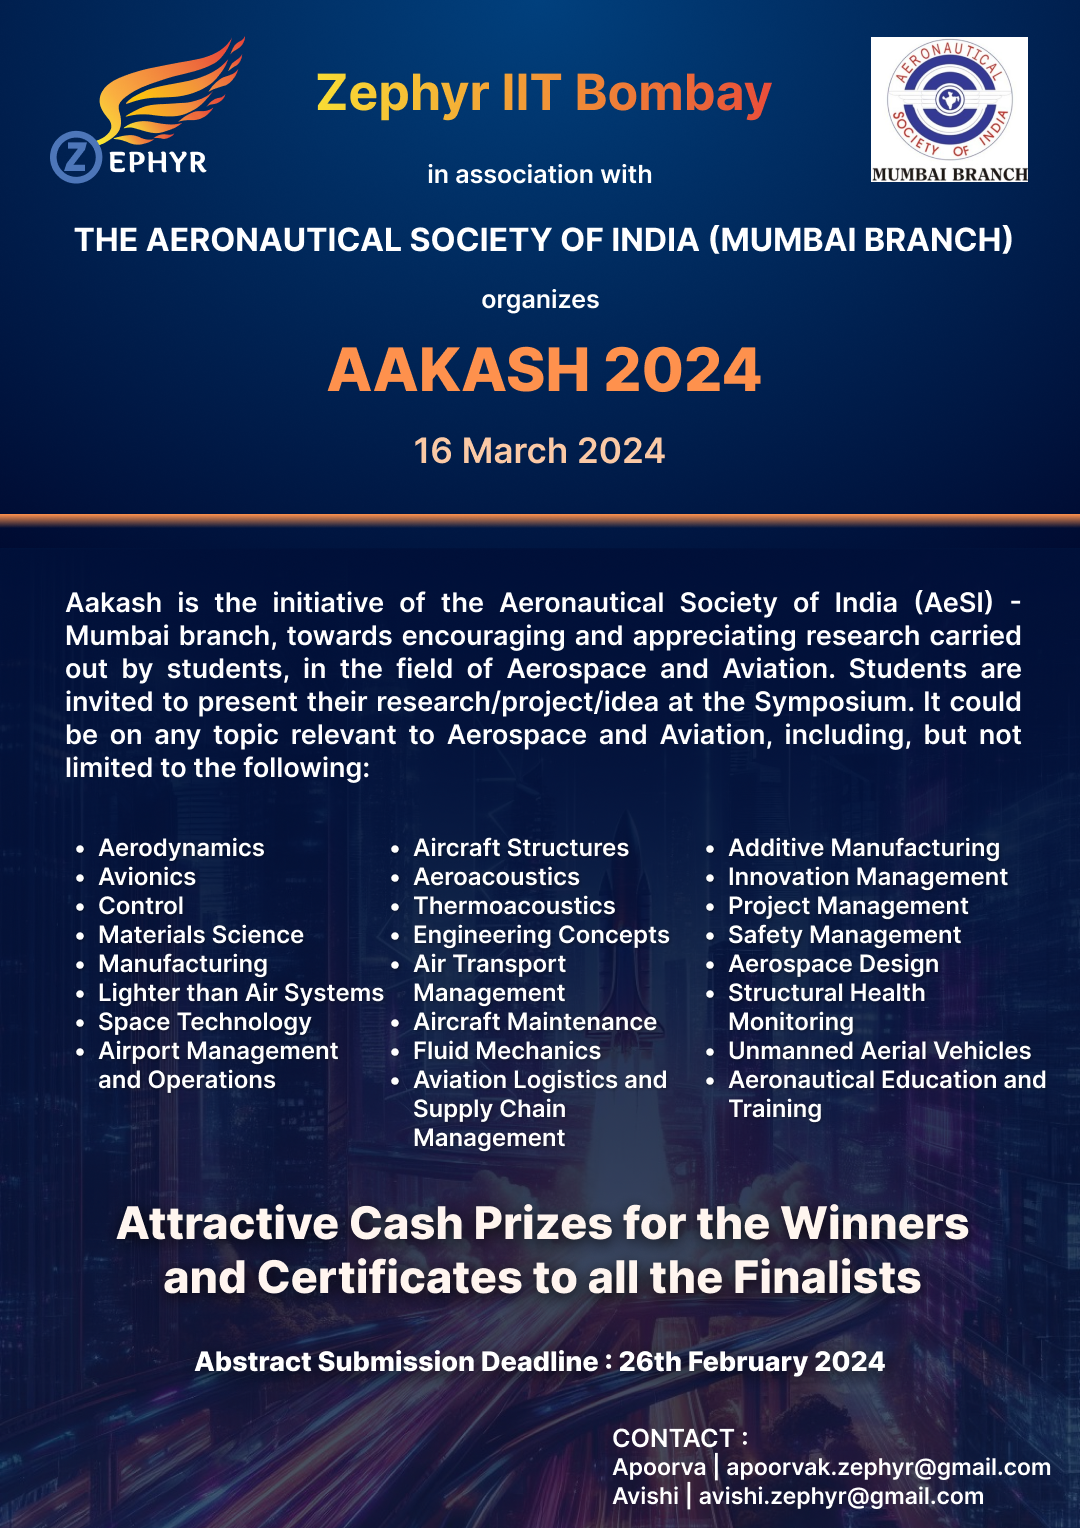 ZEPHYR
Zephyr IIT Bombay
AERONAUTICAL
SOCIETY OF INDIA
MUMBAI BRANCH
in association with
THE AERONAUTICAL SOCIETY OF INDIA (MUMBAI BRANCH)
organizes
AAKASH 2024
16 March 2024
Aakash is the initiative of the Aeronautical Society of India (AeSI) -
Mumbai branch, towards encouraging and appreciating research carried
out by students, in the field of Aerospace and Aviation. Students are
invited to present their research/project/idea at the Symposium. It could
be on any topic relevant to Aerospace and Aviation, including, but not
limited to the following:
• Aerodynamics
• Avionics
• Control
• Materials Science
• Manufacturing
• Lighter than Air Systems
• Space Technology
• Airport Management
and Operations
• Aircraft Structures
• Aeroacoustics
• Thermoacoustics
• Engineering Concepts
• Air Transport
Management
• Aircraft Maintenance
• Fluid Mechanics
• Aviation Logistics and
Supply Chain
Management
• Additive Manufacturing
• Innovation Management
• Project Management
• Safety Management
• Aerospace Design
• Structural Health
Monitoring
• Unmanned Aerial Vehicles
• Aeronautical Education and
Training
Attractive Cash Prizes for the Winners
and Certificates to all the Finalists
Abstract Submission Deadline : 26th February 2024
CONTACT :
Apoorva | apoorvak.zephyr@gmail.com
Avishi | avishi.zephyr@gmail.com